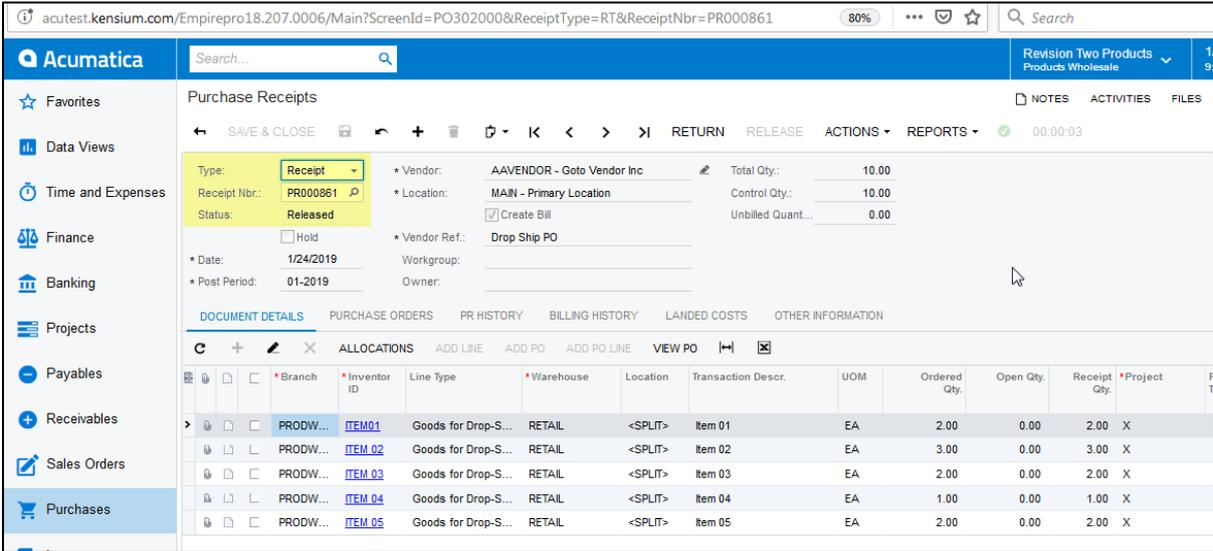 acutest.kensium.com/Empirepro18.207.0006/Main?ScreenId=PO302000&ReceiptType=RT&ReceiptNbr=PR000861 80% Search
Acumatica Search... Revision Two Products
Products Wholesale
Favorites Purchase Receipts NOTES ACTIVITIES FILES
SAVE & CLOSE RETURN RELEASE ACTIONS REPORTS 00:00:03
Data Views
Type: Receipt * Vendor: AAVENDOR - Goto Vendor Inc Total Qty.: 10.00
Time and Expenses Receipt Nbr.: PR000861 * Location: MAIN - Primary Location Control Qty.: 10.00
Status: Released Create Bill Unbilled Quant... 0.00
Finance Hold * Vendor Ref.: Drop Ship PO
* Date: 1/24/2019 Workgroup:
Banking * Post Period: 01-2019 Owner:
DOCUMENT DETAILS PURCHASE ORDERS PR HISTORY BILLING HISTORY LANDED COSTS OTHER INFORMATION
Projects
ALLOCATIONS ADD LINE ADD PO ADD PO LINE VIEW PO
Payables * Branch * Inventor ID Line Type * Warehouse Location Transaction Descr. UOM Ordered Qty. Open Qty. Receipt Qty. * Project
Receivables PRODW... ITEM01 Goods for Drop-S... RETAIL <SPLIT> Item 01 EA 2.00 0.00 2.00 X
PRODW... ITEM 02 Goods for Drop-S... RETAIL <SPLIT> Item 02 EA 3.00 0.00 3.00 X
Sales Orders PRODW... ITEM 03 Goods for Drop-S... RETAIL <SPLIT> Item 03 EA 2.00 0.00 2.00 X
PRODW... ITEM 04 Goods for Drop-S... RETAIL <SPLIT> Item 04 EA 1.00 0.00 1.00 X
Purchases PRODW... ITEM 05 Goods for Drop-S... RETAIL <SPLIT> Item 05 EA 2.00 0.00 2.00 X